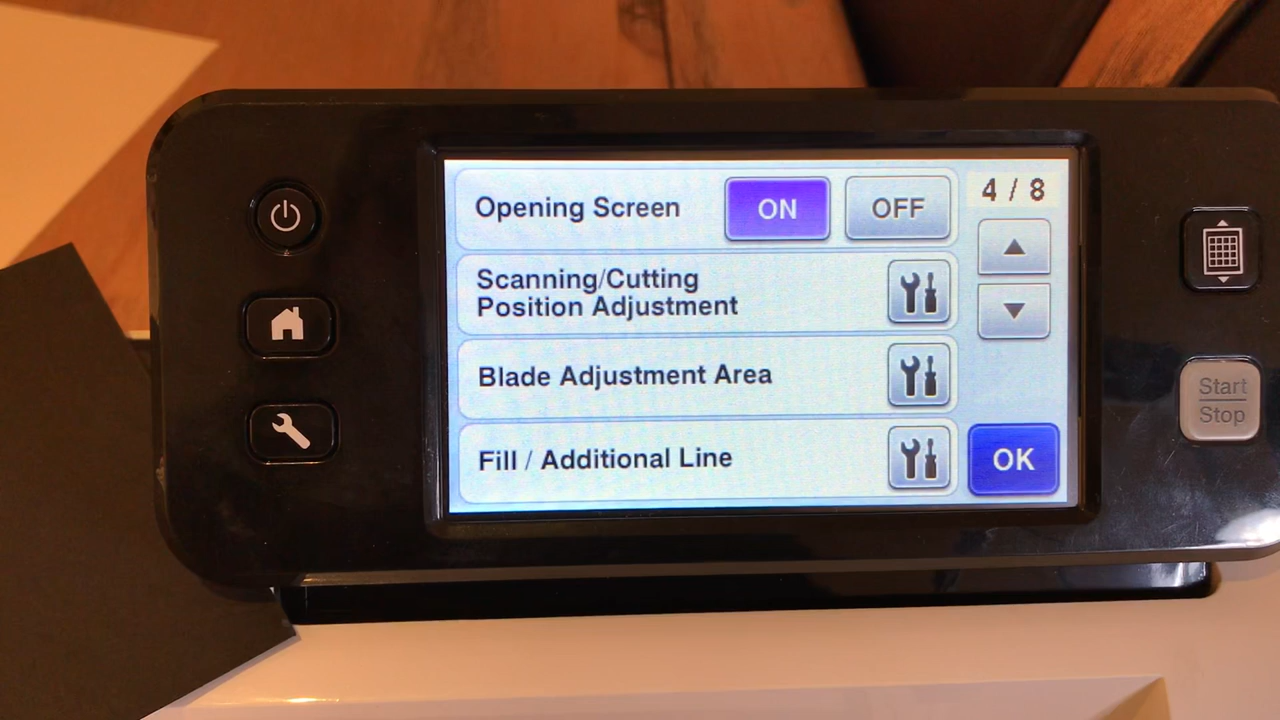 Opening Screen ON OFF 4 / 8
Scanning/Cutting
Position Adjustment
Blade Adjustment Area
Fill / Additional Line
OK
Start
Stop